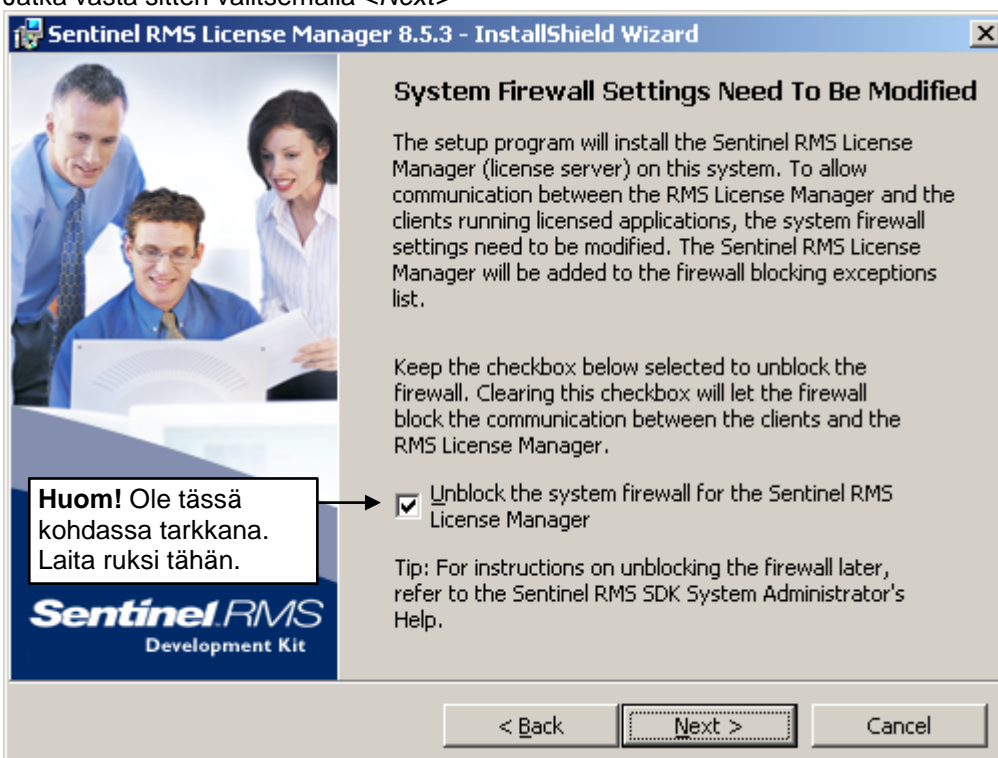 Jatka vasta sitten valitsemalla <Next>
Sentinel RMS License Manager 8.5.3 - InstallShield Wizard
System Firewall Settings Need To Be Modified
The setup program will install the Sentinel RMS License
Manager (license server) on this system. To allow
communication between the RMS License Manager and the
clients running licensed applications, the system firewall
settings need to be modified. The Sentinel RMS License
Manager will be added to the firewall blocking exceptions
list.
Keep the checkbox below selected to unblock the
firewall. Clearing this checkbox will let the firewall
block the communication between the clients and the
RMS License Manager.
Huom! Ole tässä
kohdassa tarkkana.
Laita ruksi tähän.
Unblock the system firewall for the Sentinel RMS
License Manager
Tip: For instructions on unblocking the firewall later,
refer to the Sentinel RMS SDK System Administrator's
Help.
Sentinel RMS
Development Kit
< Back
Next >
Cancel